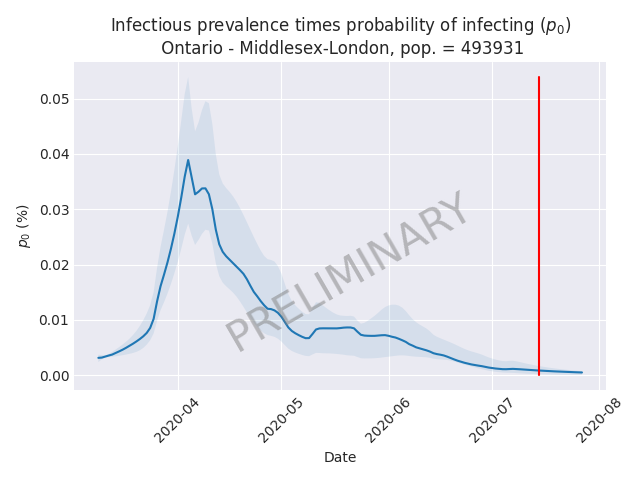 Infectious prevalence times probability of infecting (p₀)
Ontario - Middlesex-London, pop. = 493931
0.05
0.04
0.03
0.02
0.01
0.00
p₀ (%)
PRELIMINARY
2020-04
2020-05
2020-06
2020-07
2020-08
Date